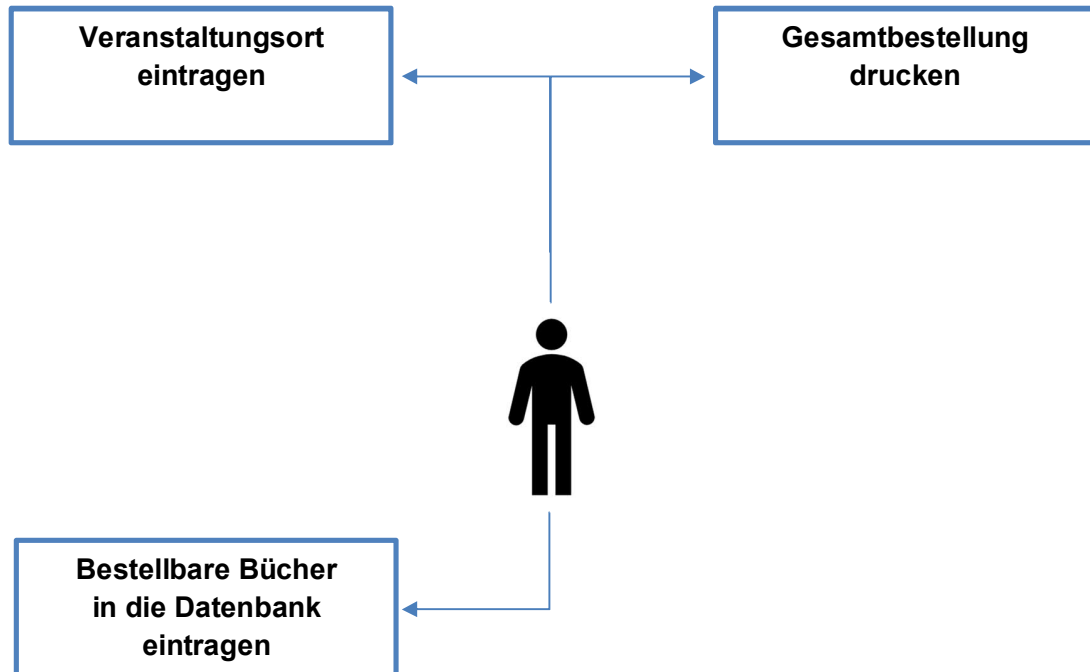 Veranstaltungsort
eintragen
Gesamtbestellung
drucken
Bestellbare Bücher
in die Datenbank
eintragen